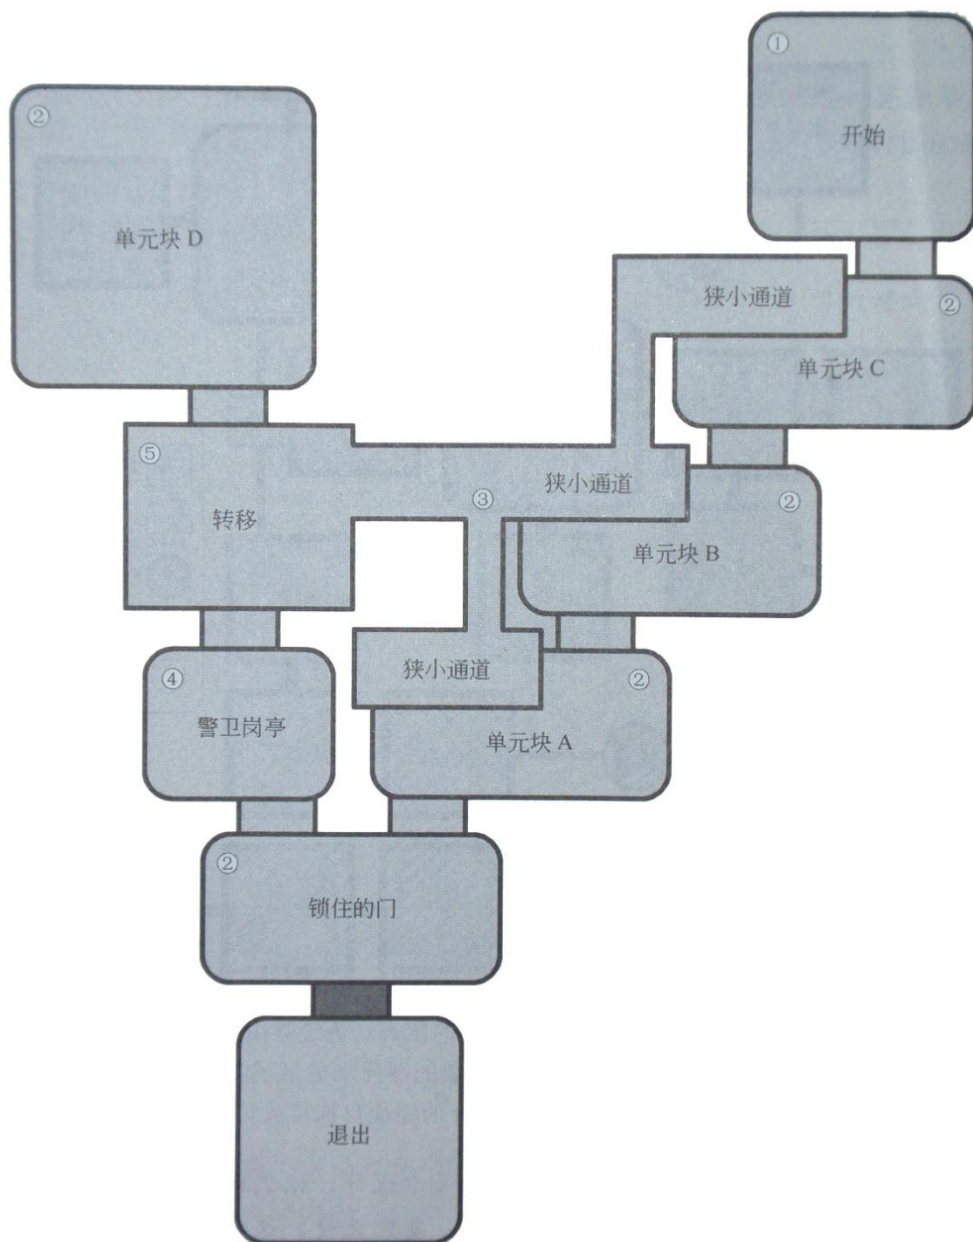 ①
开始
②
单元块 D
狭小通道
②
单元块 C
⑤
转移
③
狭小通道
②
单元块 B
④
警卫岗亭
狭小通道
②
单元块 A
②
锁住的门
退出